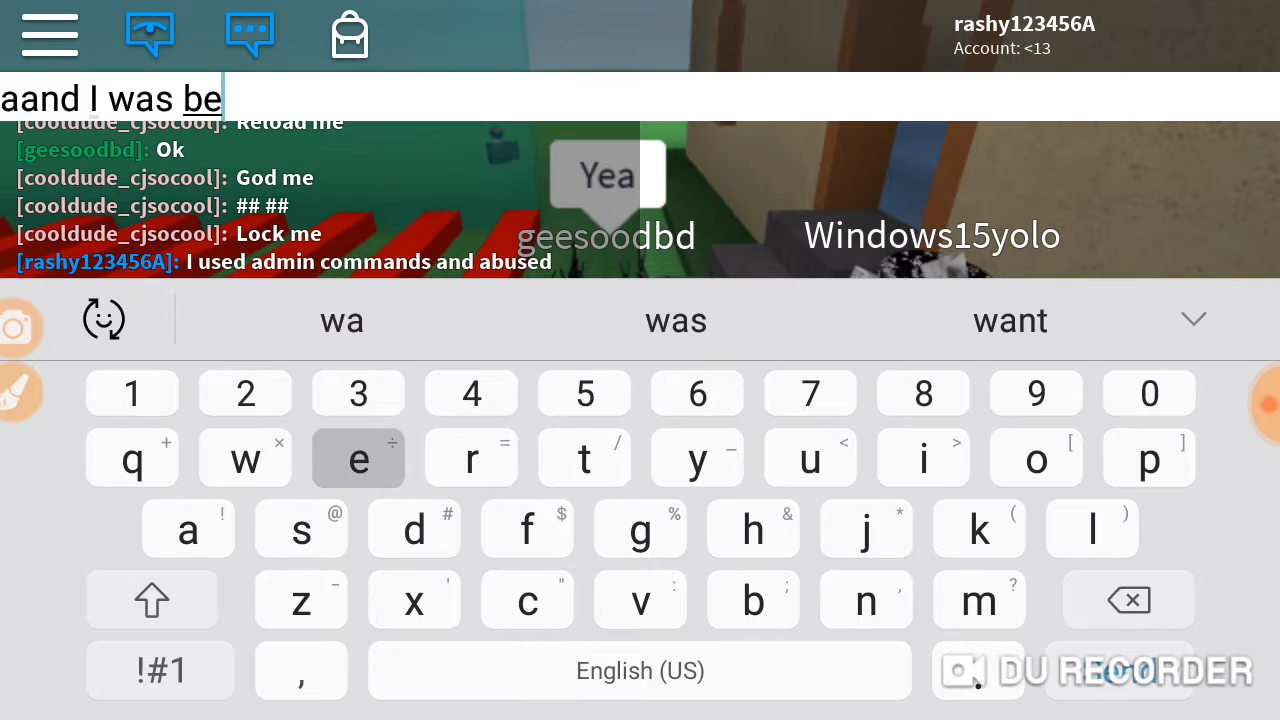 rashy123456A
Account: <13
aand I was be
[cooldude_cjsocool]: Reload me
[geesoodbd]: Ok
[cooldude_cjsocool]: God me
[cooldude_cjsocool]: ## ##
[cooldude_cjsocool]: Lock me
[rashy123456A]: I used admin commands and abused
Yea
geesoodbd
Windows15yolo
wa was want
1 2 3 4 5 6 7 8 9 0
+ × ÷ = / _ < > [ ]
q w e r t y u i o p
! @ # $ % & * ( )
a s d f g h j k l
- ' " : ; , ?
z x c v b n m
!#1 , English (US) .
DU RECORDER